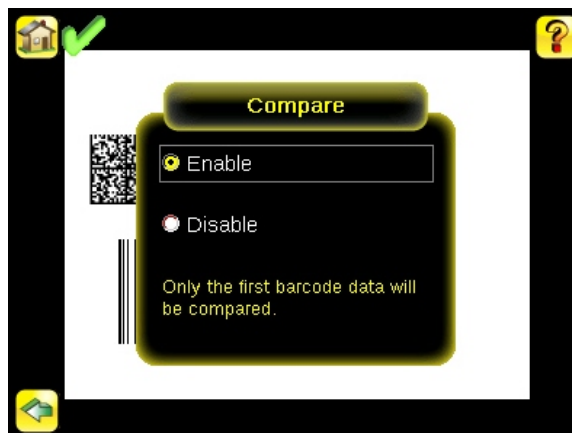 Compare
Enable
Disable
Only the first barcode data will
be compared.